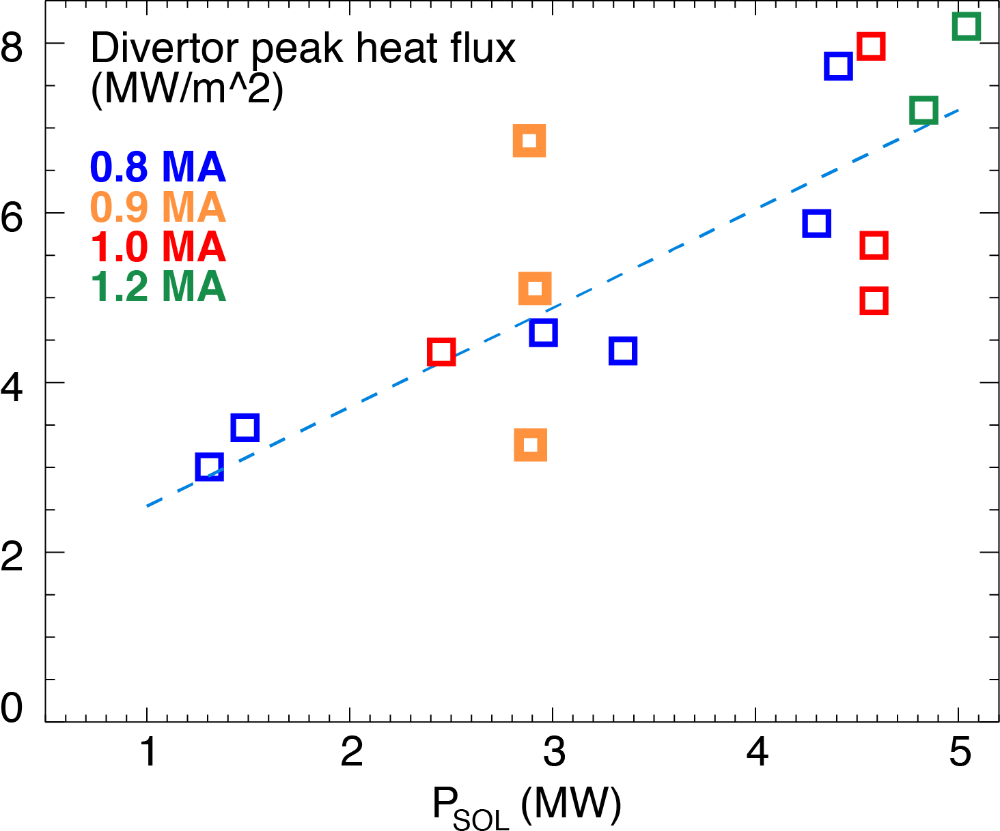 Divertor peak heat flux
(MW/m^2)
0.8 MA
0.9 MA
1.0 MA
1.2 MA
8
6
4
2
0
1 2 3 4 5
PSOL (MW)